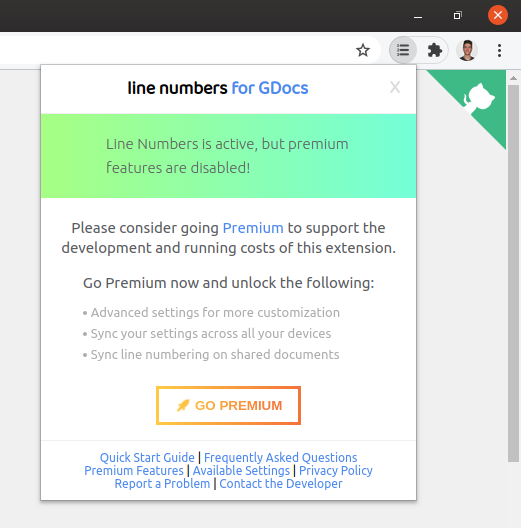 line numbers for GDocs
X
Line Numbers is active, but premium
features are disabled!
Please consider going Premium to support the
development and running costs of this extension.
Go Premium now and unlock the following:
• Advanced settings for more customization
• Sync your settings across all your devices
• Sync line numbering on shared documents
GO PREMIUM
Quick Start Guide | Frequently Asked Questions
Premium Features | Available Settings | Privacy Policy
Report a Problem | Contact the Developer